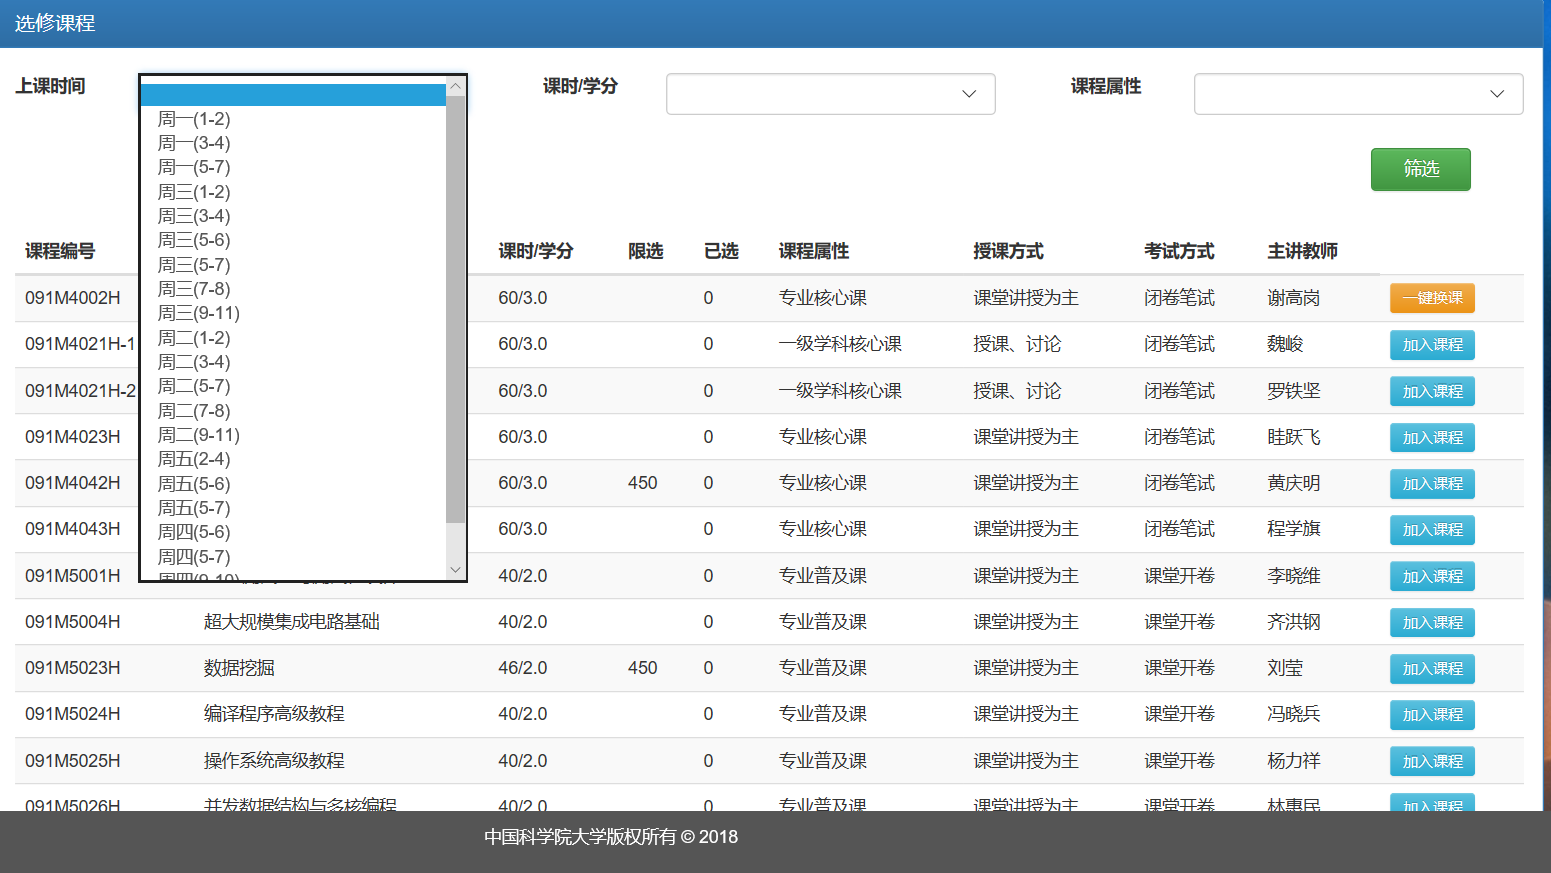 选修课程
上课时间
课时/学分
课程属性
周一(1-2)
周一(3-4)
周一(5-7)
周三(1-2)
周三(3-4)
周三(5-6)
周三(5-7)
周三(7-8)
周三(9-11)
周二(1-2)
周二(3-4)
周二(5-7)
周二(7-8)
周二(9-11)
周五(2-4)
周五(5-6)
周五(5-7)
周四(5-6)
周四(5-7)
周四(9-10)
筛选
课程编号 课时/学分 限选 已选 课程属性 授课方式 考试方式 主讲教师
091M4002H 60/3.0 0 专业核心课 课堂讲授为主 闭卷笔试 谢高岗 一键换课
091M4021H-1 60/3.0 0 一级学科核心课 授课、讨论 闭卷笔试 魏峻 加入课程
091M4021H-2 60/3.0 0 一级学科核心课 授课、讨论 闭卷笔试 罗铁坚 加入课程
091M4023H 60/3.0 0 专业核心课 课堂讲授为主 闭卷笔试 眭跃飞 加入课程
091M4042H 60/3.0 450 0 专业核心课 课堂讲授为主 闭卷笔试 黄庆明 加入课程
091M4043H 60/3.0 0 专业核心课 课堂讲授为主 闭卷笔试 程学旗 加入课程
091M5001H 40/2.0 0 专业普及课 课堂讲授为主 课堂开卷 李晓维 加入课程
091M5004H 超大规模集成电路基础 40/2.0 0 专业普及课 课堂讲授为主 课堂开卷 齐洪钢 加入课程
091M5023H 数据挖掘 46/2.0 450 0 专业普及课 课堂讲授为主 课堂开卷 刘莹 加入课程
091M5024H 编译程序高级教程 40/2.0 0 专业普及课 课堂讲授为主 课堂开卷 冯晓兵 加入课程
091M5025H 操作系统高级教程 40/2.0 0 专业普及课 课堂讲授为主 课堂开卷 杨力祥 加入课程
091M5026H 并发数据结构与多核编程 40/2.0 0 专业普及课 课堂讲授为主 课堂开卷 林惠民 加入课程
中国科学院大学版权所有 © 2018